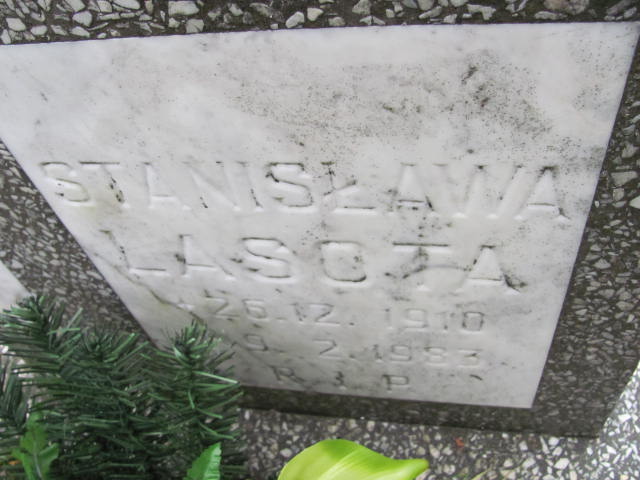 STANISŁAWA
LASOTA
26.12.1910
9.2.1983
R I P